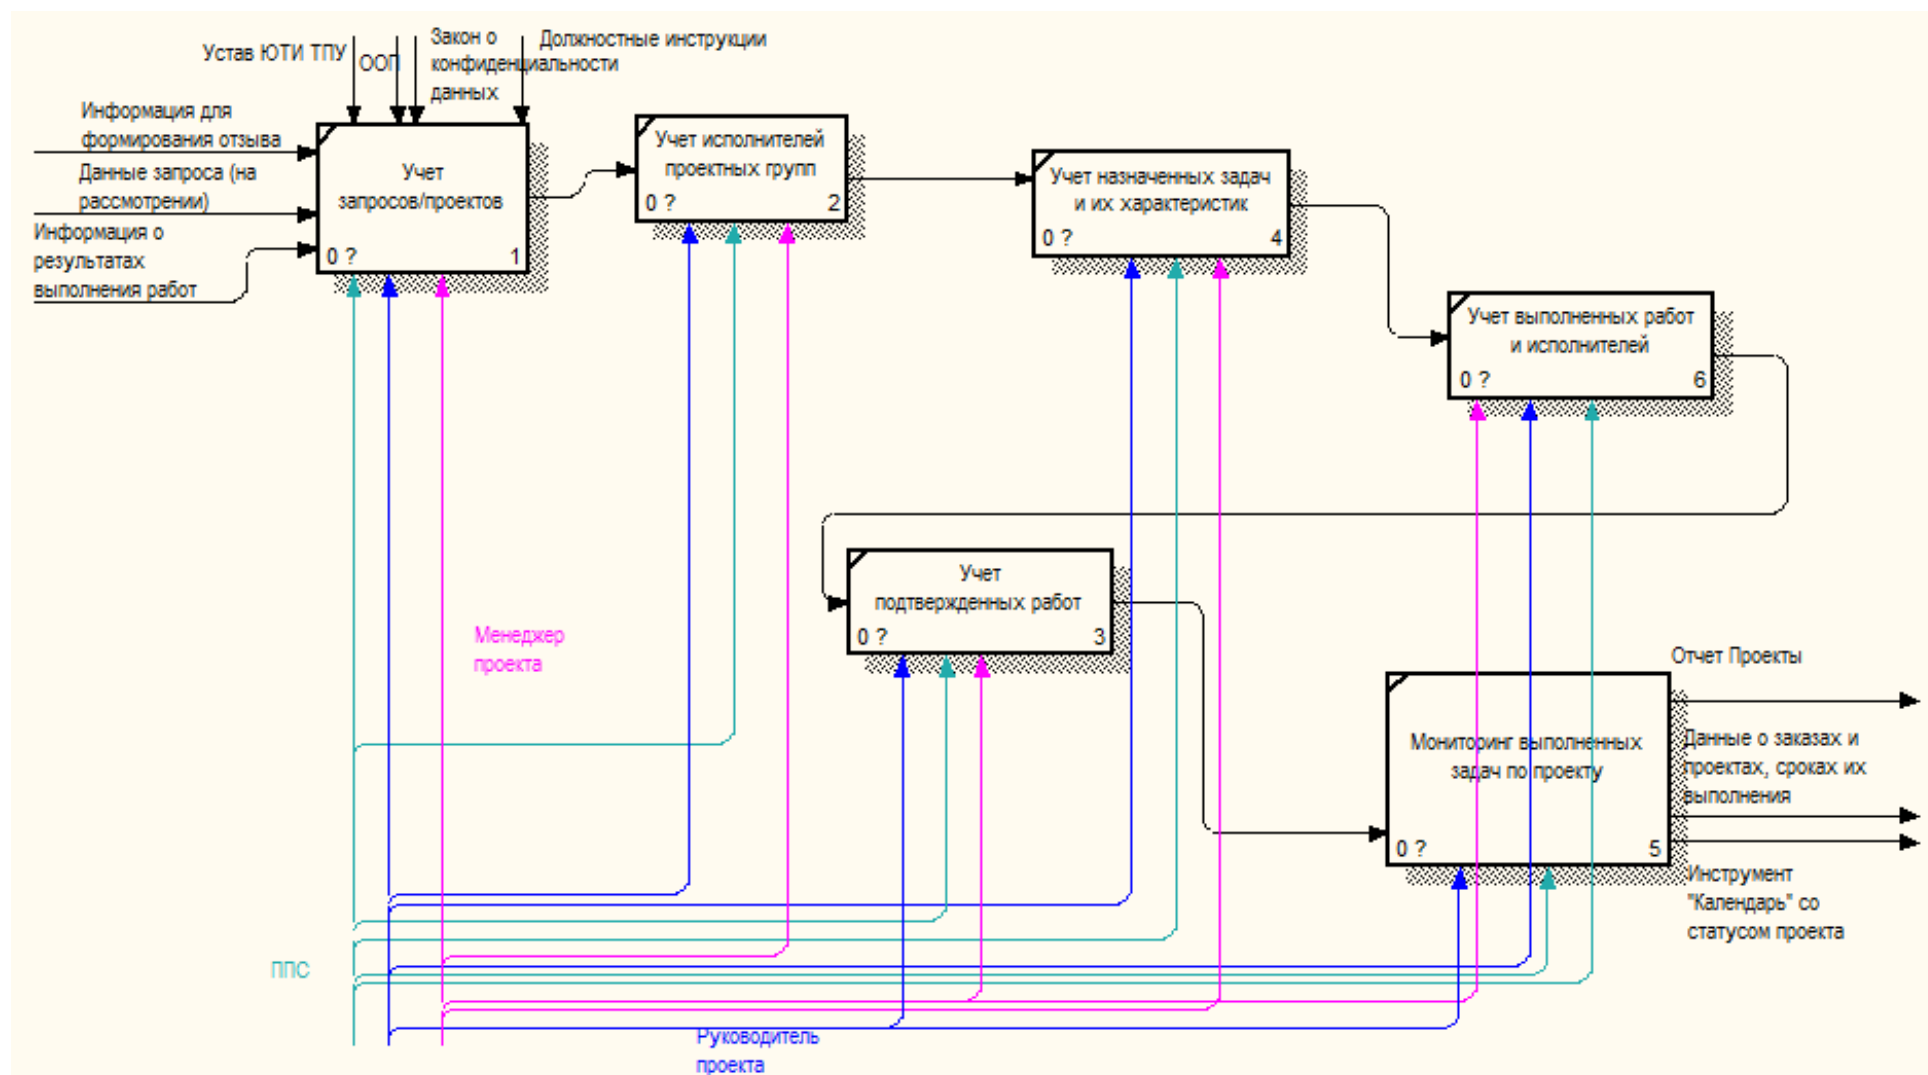 Устав ЮТИ ТПУ
ООП
Закон о
конфиденциальности
данных
Должностные инструкции
Информация для
формирования отзыва
Данные запроса (на
рассмотрении)
Информация о
результатах
выполнения работ
Учет
запросов/проектов
0 ?
1
Учет исполнителей
проектных групп
0 ?
2
Учет назначенных задач
и их характеристик
0 ?
4
Учет выполненных работ
и исполнителей
0 ?
6
Учет
подтвержденных работ
0 ?
3
Менеджер
проекта
Мониторинг выполненных
задач по проекту
0 ?
5
Отчет Проекты
Данные о заказах и
проектах, сроках их
выполнения
Инструмент
"Календарь" со
статусом проекта
ППС
Руководитель
проекта